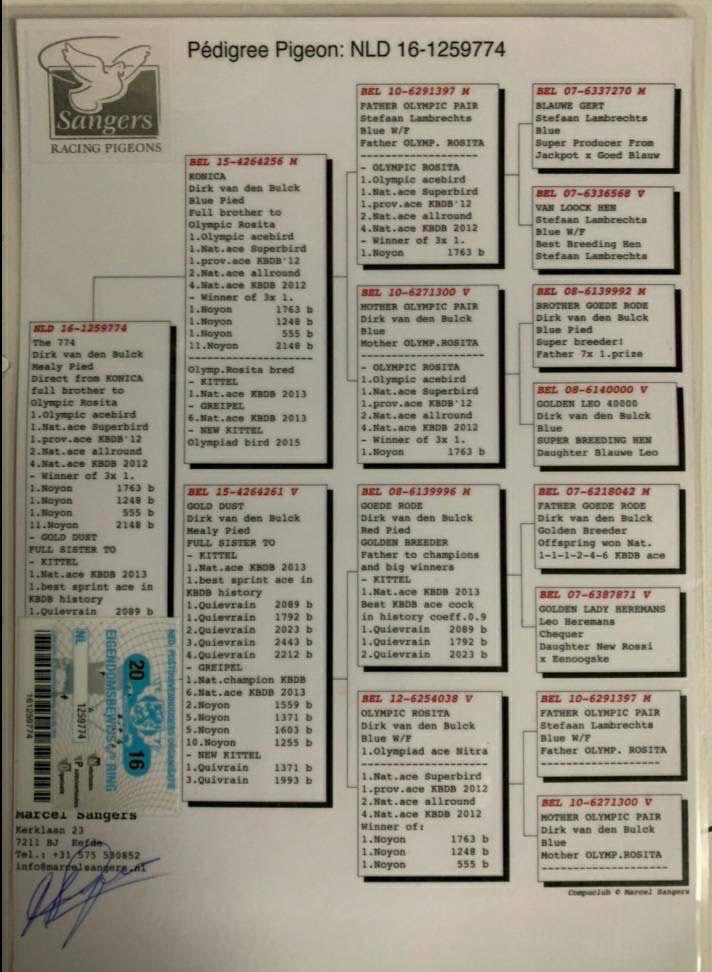 Pédigree Pigeon: NLD 16-1259774
Sangers
RACING PIGEONS
NLD 16-1259774
The 774
Dirk van den Bulck
Mealy Pied
Direct from KONICA
full brother to
Olympic Rosita
1.Olympic acebird
1.Nat.ace Superbird
1.prov.ace KBDB'12
2.Nat.ace allround
4.Nat.ace KBDB 2012
- Winner of 3x 1.
1.Noyon 1763 b
1.Noyon 1248 b
1.Noyon 555 b
11.Noyon 2148 b
- GOLD DUST
FULL SISTER TO
- KITTEL
1.Nat.ace KBDB 2013
1.best sprint ace in
KBDB history
1.Quievrain 2089 b
EIGENDOMSBEWIJS RING
NL 1259774
2016
161259774
Marcel Sangers
Kerklaan 23
7211 BJ Eefde
Tel.: +31 575 530852
info@marcelsangers.nl
BEL 15-4264256 M
KONICA
Dirk van den Bulck
Blue Pied
Full brother to
Olympic Rosita
1.Olympic acebird
1.Nat.ace Superbird
1.prov.ace KBDB'12
2.Nat.ace allround
4.Nat.ace KBDB 2012
- Winner of 3x 1.
1.Noyon 1763 b
1.Noyon 1248 b
1.Noyon 555 b
11.Noyon 2148 b
--------------------
Olymp.Rosita bred
- KITTEL
1.Nat.ace KBDB 2013
- GREIPEL
6.Nat.ace KBDB 2013
- NEW KITTEL
Olympiad bird 2015
BEL 15-4264261 V
GOLD DUST
Dirk van den Bulck
Mealy Pied
FULL SISTER TO
- KITTEL
1.Nat.ace KBDB 2013
1.best sprint ace in
KBDB history
1.Quievrain 2089 b
1.Quievrain 1792 b
2.Quievrain 2023 b
3.Quievrain 2443 b
4.Quievrain 2212 b
- GREIPEL
1.Nat.champion KBDB
6.Nat.ace KBDB 2013
2.Noyon 1559 b
5.Noyon 1371 b
5.Noyon 1603 b
10.Noyon 1255 b
- NEW KITTEL
1.Quivrain 1371 b
3.Quivrain 1993 b
BEL 10-6291397 M
FATHER OLYMPIC PAIR
Stefaan Lambrechts
Blue W/F
Father OLYMP. ROSITA
-------------------
- OLYMPIC ROSITA
1.Olympic acebird
1.Nat.ace Superbird
1.prov.ace KBDB'12
2.Nat.ace allround
4.Nat.ace KBDB 2012
- Winner of 3x 1.
1.Noyon 1763 b
BEL 10-6271300 V
MOTHER OLYMPIC PAIR
Dirk van den Bulck
Blue
Mother OLYMP.ROSITA
--------------------
- OLYMPIC ROSITA
1.Olympic acebird
1.Nat.ace Superbird
1.prov.ace KBDB'12
2.Nat.ace allround
4.Nat.ace KBDB 2012
- Winner of 3x 1.
1.Noyon 1763 b
BEL 08-6139996 M
GOEDE RODE
Dirk van den Bulck
Red Pied
GOLDEN BREEDER
Father to champions
and big winners
- KITTEL
1.Nat.ace KBDB 2013
Best KBDB ace cock
in history coeff.0.9
1.Quievrain 2089 b
1.Quievrain 1792 b
2.Quievrain 2023 b
BEL 12-6254038 V
OLYMPIC ROSITA
Dirk van den Bulck
Blue W/F
1.Olympiad ace Nitra
--------------------
1.Nat.ace Superbird
1.prov.ace KBDB 2012
2.Nat.ace allround
4.Nat.ace KBDB 2012
Winner of:
1.Noyon 1763 b
1.Noyon 1248 b
1.Noyon 555 b
BEL 07-6337270 M
BLAUWE GERT
Stefaan Lambrechts
Blue
Super Producer From
Jackpot x Goed Blauw
BEL 07-6336568 V
VAN LOOCK HEN
Stefaan Lambrechts
Blue W/F
Best Breeding Hen
Stefaan Lambrechts
BEL 08-6139992 M
BROTHER GOEDE RODE
Dirk van den Bulck
Blue Pied
Super breeder!
Father 7x 1.prize
BEL 08-6140000 V
GOLDEN LEO 40000
Dirk van den Bulck
Blue
SUPER BREEDING HEN
Daughter Blauwe Leo
BEL 07-6218042 M
FATHER GOEDE RODE
Dirk van den Bulck
Golden Breeder
Offspring won Nat.
1-1-1-2-4-6 KBDB ace
BEL 07-6387871 V
GOLDEN LADY HEREMANS
Leo Heremans
Chequer
Daughter New Rossi
x Eenoogske
BEL 10-6291397 M
FATHER OLYMPIC PAIR
Stefaan Lambrechts
Blue W/F
Father OLYMP. ROSITA
--------------------
BEL 10-6271300 V
MOTHER OLYMPIC PAIR
Dirk van den Bulck
Blue
Mother OLYMP.ROSITA
--------------------
Compuclub © Marcel Sangers